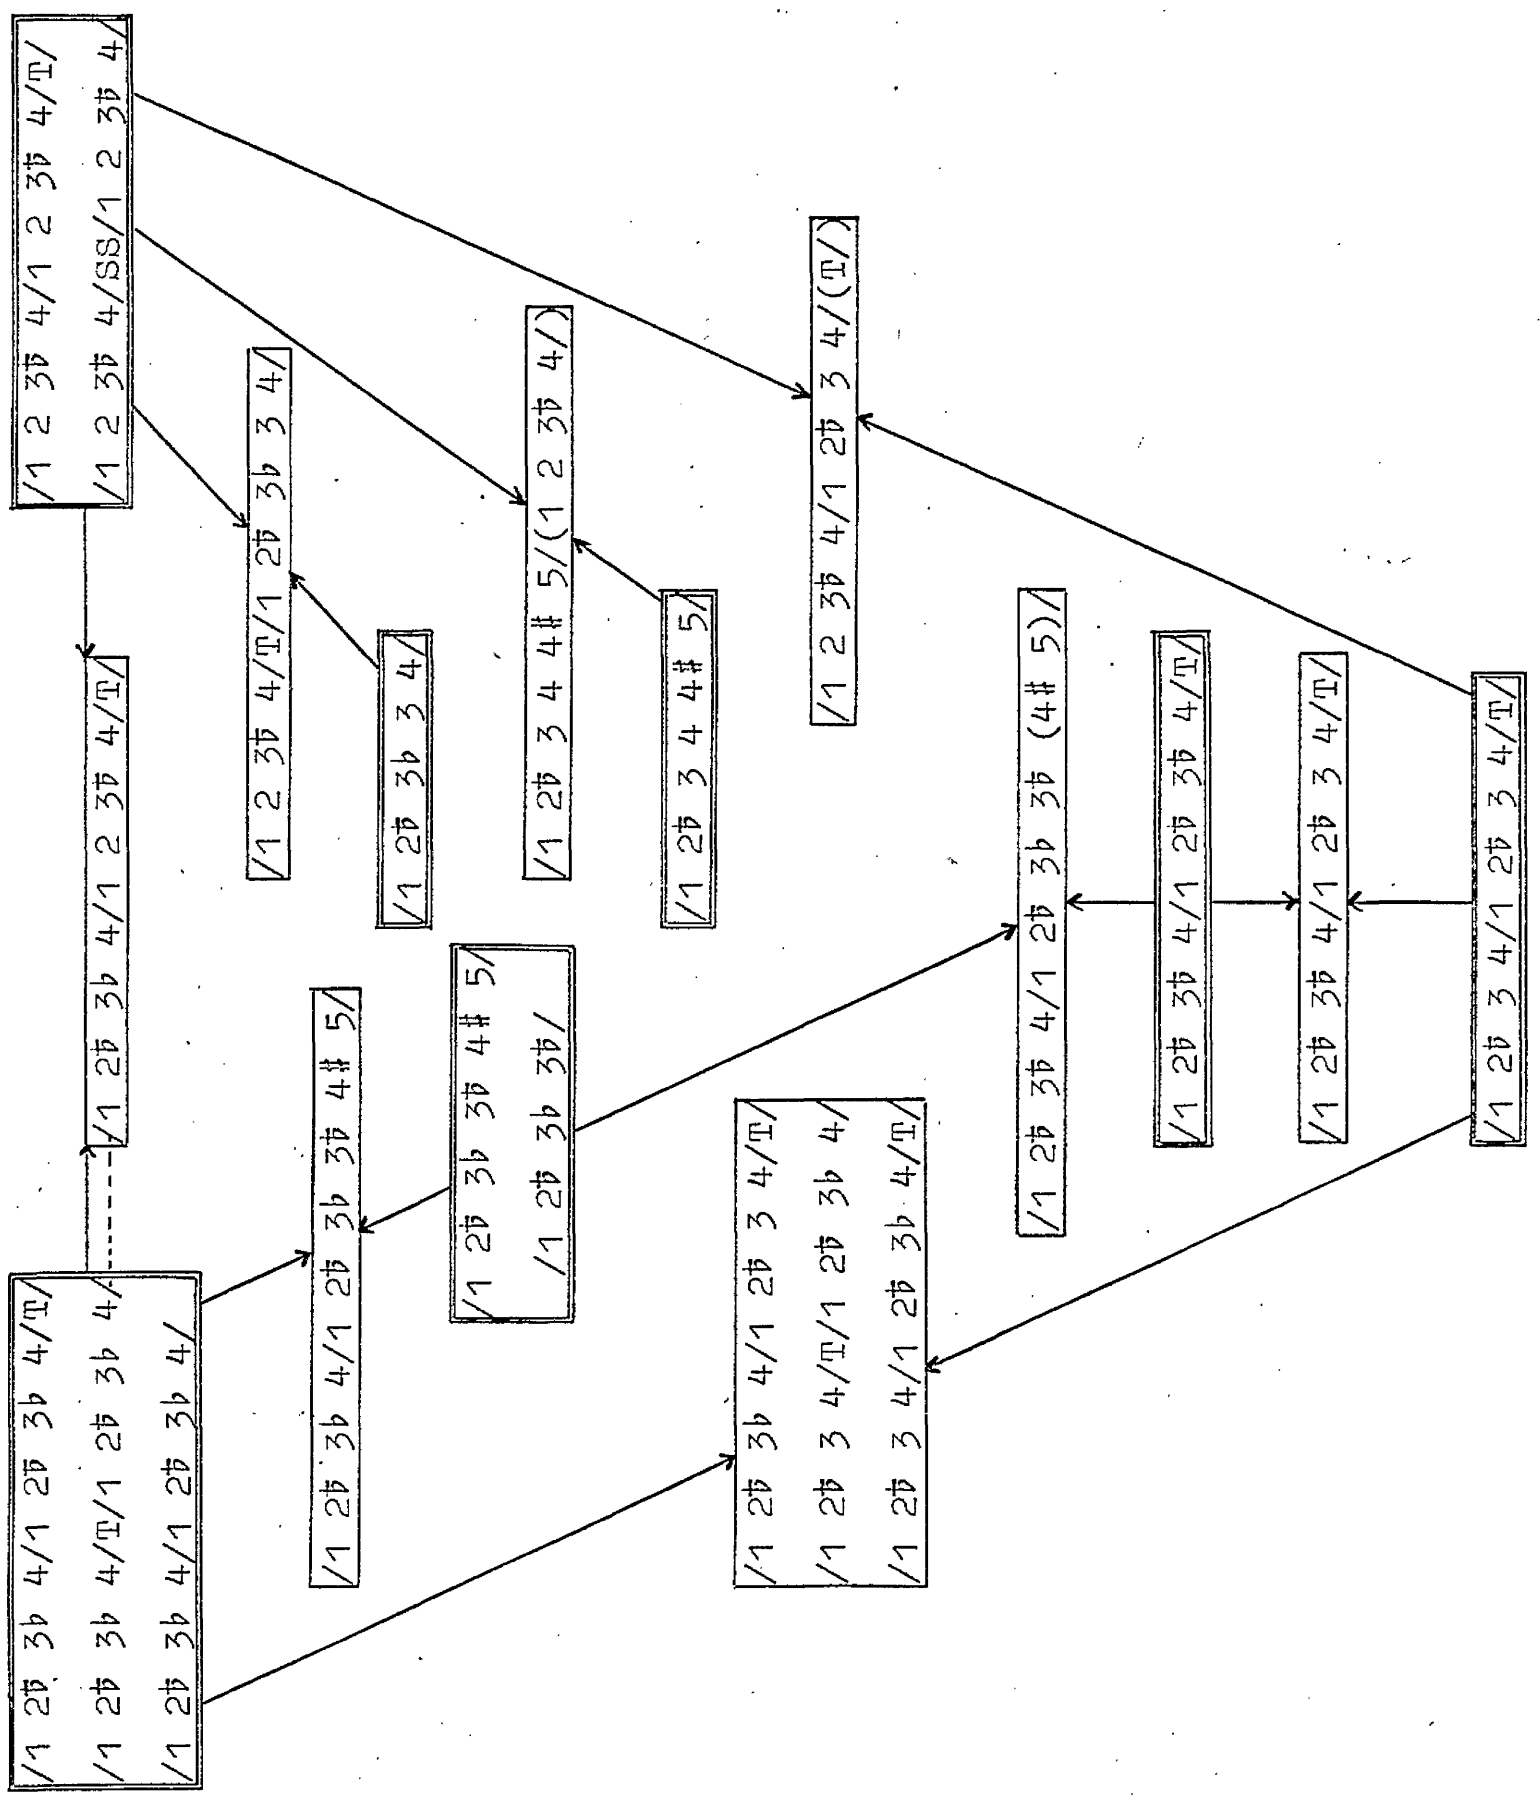 /1 2𝄳 3♭ 4/1 2𝄳 3♭ 4/T/
/1 2𝄳 3♭ 4/T/1 2𝄳 3♭ 4/
/1 2𝄳 3♭ 4/1 2𝄳 3♭ 4/
/1 2𝄳 3♭ 4/1 2 3𝄳 4/T/
/1 2 3𝄳 4/1 2 3𝄳 4/T/
/1 2 3𝄳 4/SS/1 2 3𝄳 4/
/1 2 3𝄳 4/T/1 2𝄳 3♭ 3 4/
/1 2𝄳 3♭ 4/1 2𝄳 3♭ 3𝄳 4# 5/
/1 2𝄳 3♭ 3 4/
/1 2𝄳 3♭ 3𝄳 4# 5/
/1 2𝄳 3♭ 3𝄳/
/1 2𝄳 3 4 4# 5/(1 2 3𝄳 4/)
/1 2𝄳 3 4 4# 5/
/1 2𝄳 3♭ 4/1 2𝄳 3 4/T/
/1 2𝄳 3 4/T/1 2𝄳 3♭ 4/
/1 2𝄳 3 4/1 2𝄳 3♭ 4/T/
/1 2 3𝄳 4/1 2𝄳 3 4/(T/)
/1 2𝄳 3𝄳 4/1 2𝄳 3♭ 3𝄳 (4# 5)/
/1 2𝄳 3𝄳 4/1 2𝄳 3𝄳 4/T/
/1 2𝄳 3𝄳 4/1 2𝄳 3 4/T/
/1 2𝄳 3 4/1 2𝄳 3 4/T/